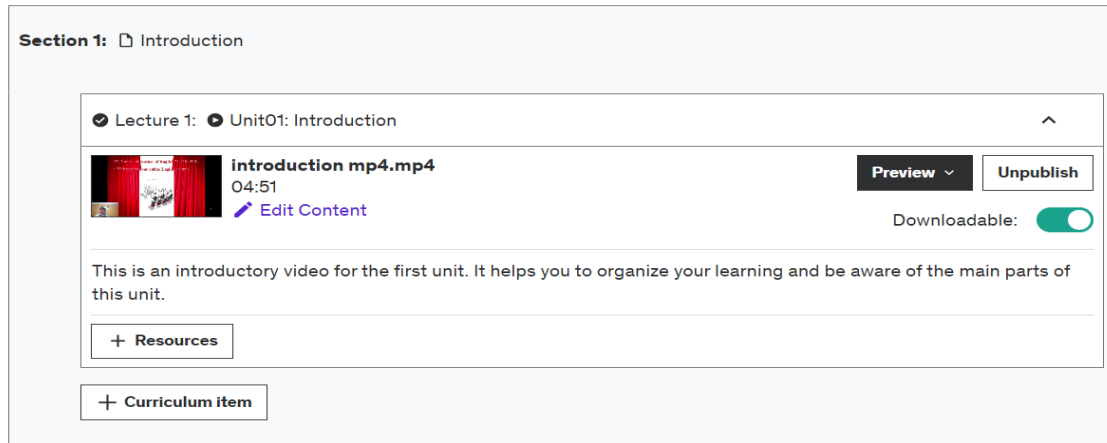 Section 1: Introduction
Lecture 1: Unit01: Introduction
introduction mp4.mp4
04:51
Edit Content
Preview
Unpublish
Downloadable:
This is an introductory video for the first unit. It helps you to organize your learning and be aware of the main parts of
this unit.
+ Resources
+ Curriculum item